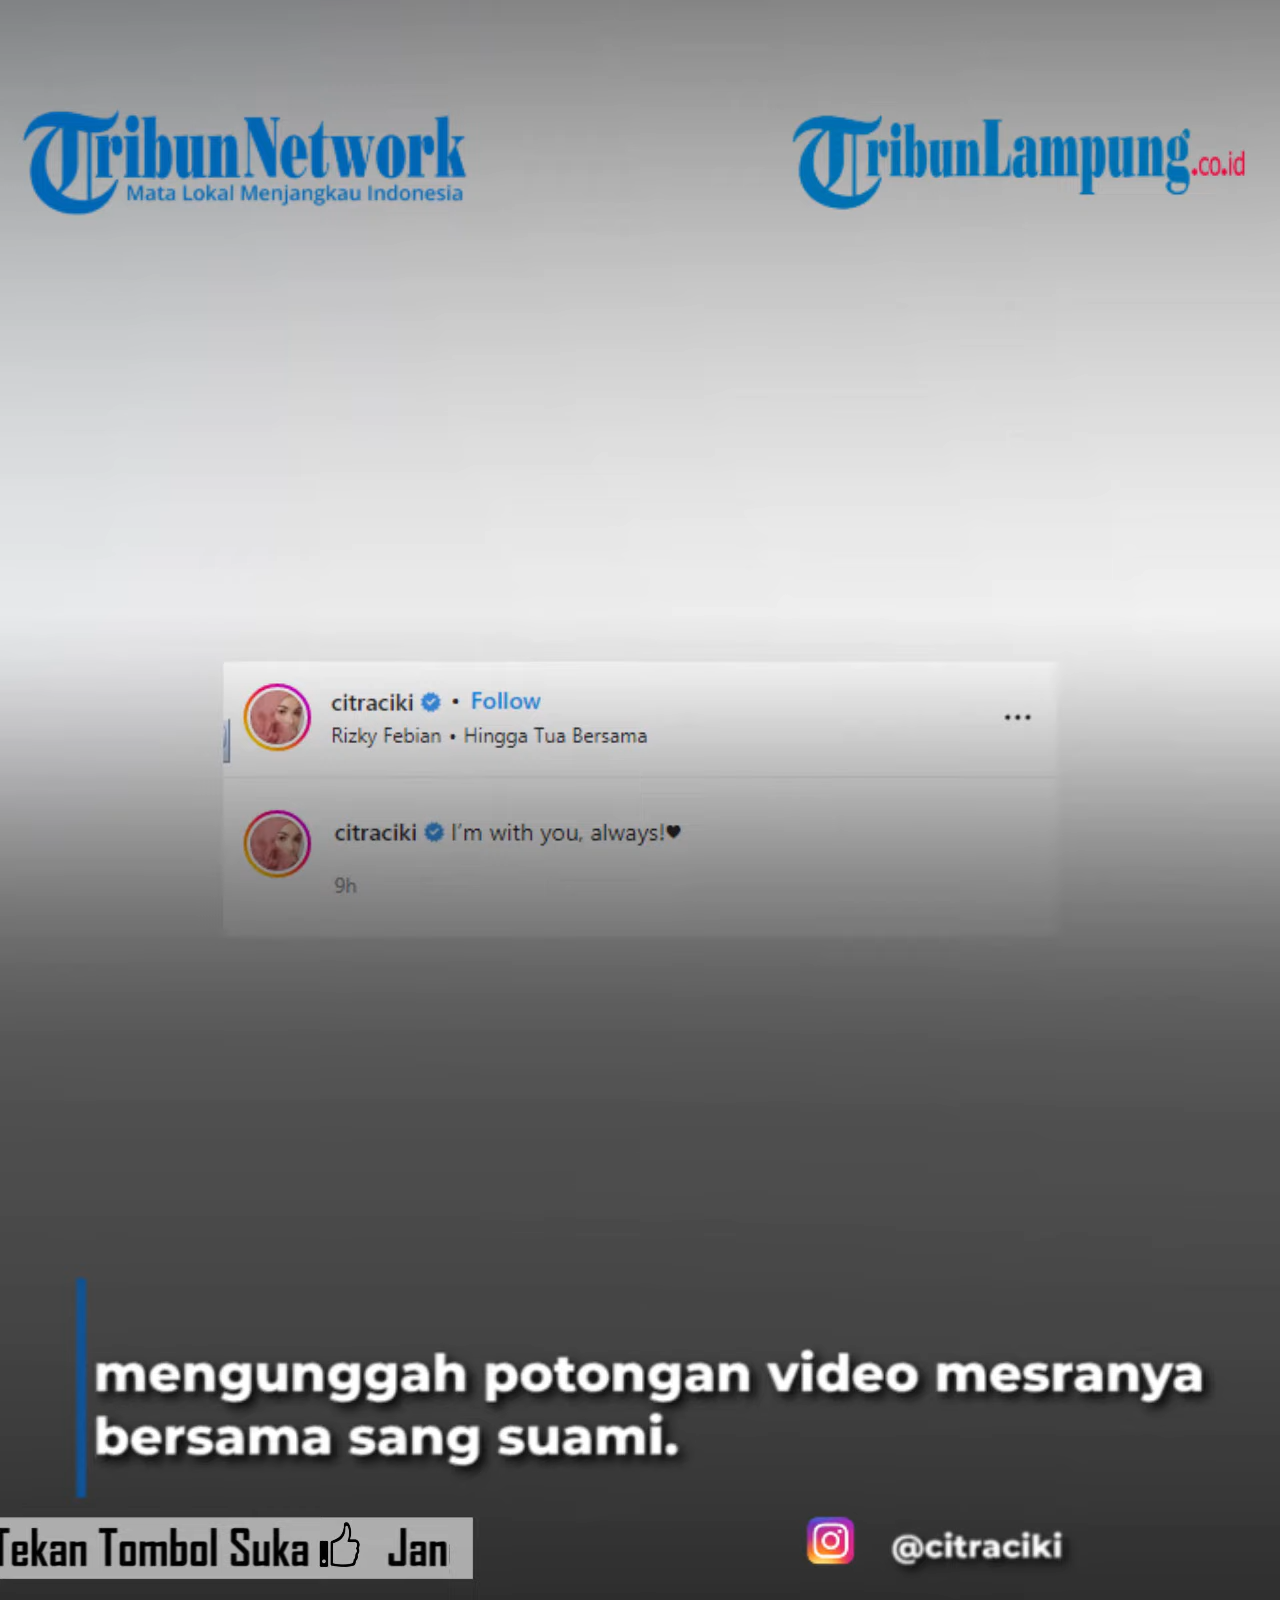 TribunNetwork
Mata Lokal Menjangkau Indonesia
TribunLampung.co.id
citraciki • Follow
Rizky Febian • Hingga Tua Bersama
citraciki I'm with you, always!♥
9h
mengunggah potongan video mesranya
bersama sang suami.
Tekan Tombol Suka 👍 Jan
@citraciki